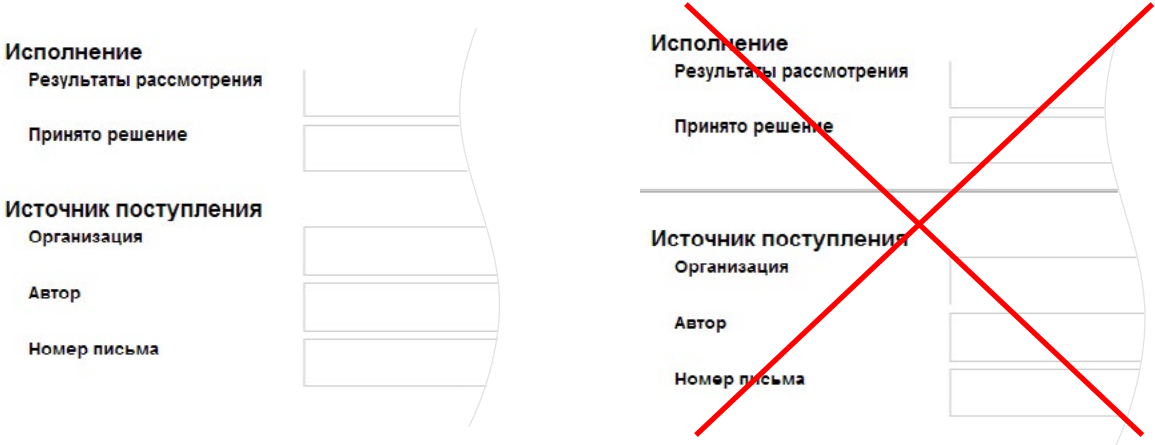 Исполнение
Результаты рассмотрения
Принято решение
Источник поступления
Организация
Автор
Номер письма
Исполнение
Результаты рассмотрения
Принято решение
Источник поступления
Организация
Автор
Номер письма